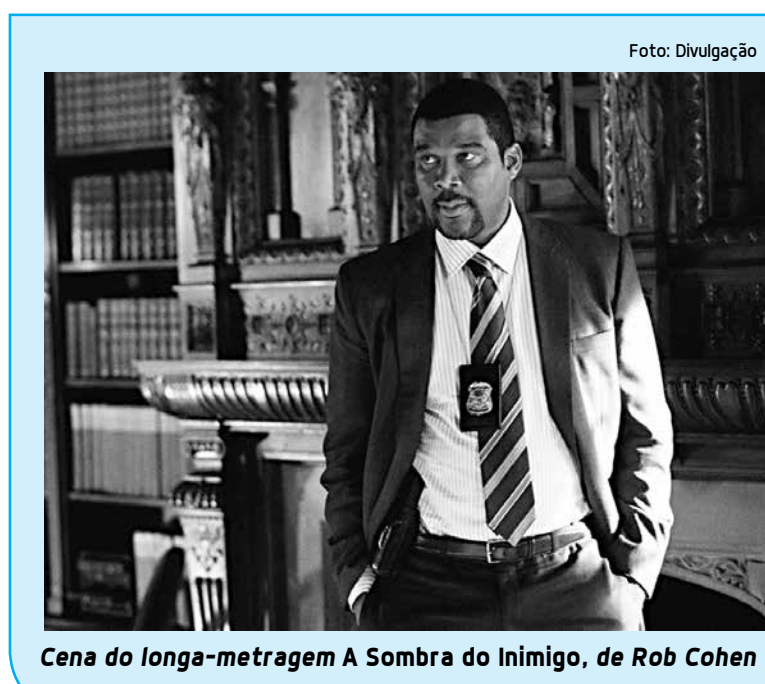 Foto: Divulgação
Cena do longa-metragem A Sombra do Inimigo, de Rob Cohen